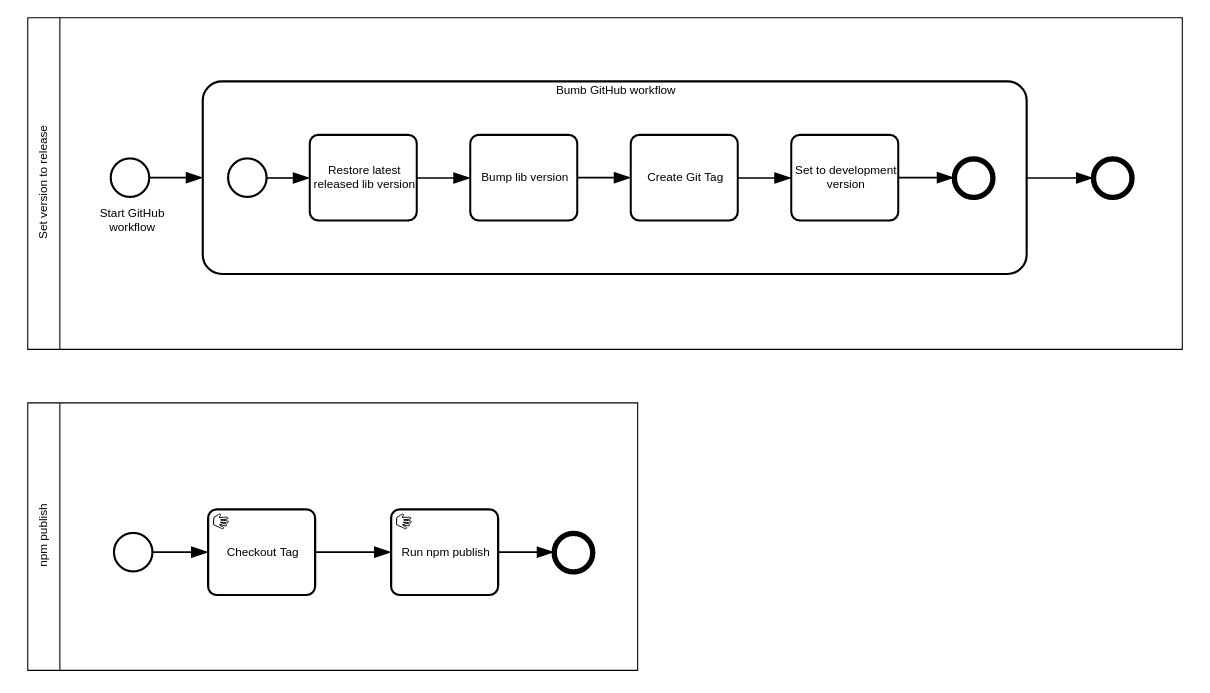 Set version to release
Bumb GitHub workflow
Start GitHub
workflow
Restore latest
released lib version
Bump lib version
Create Git Tag
Set to development
version
npm publish
Checkout Tag
Run npm publish